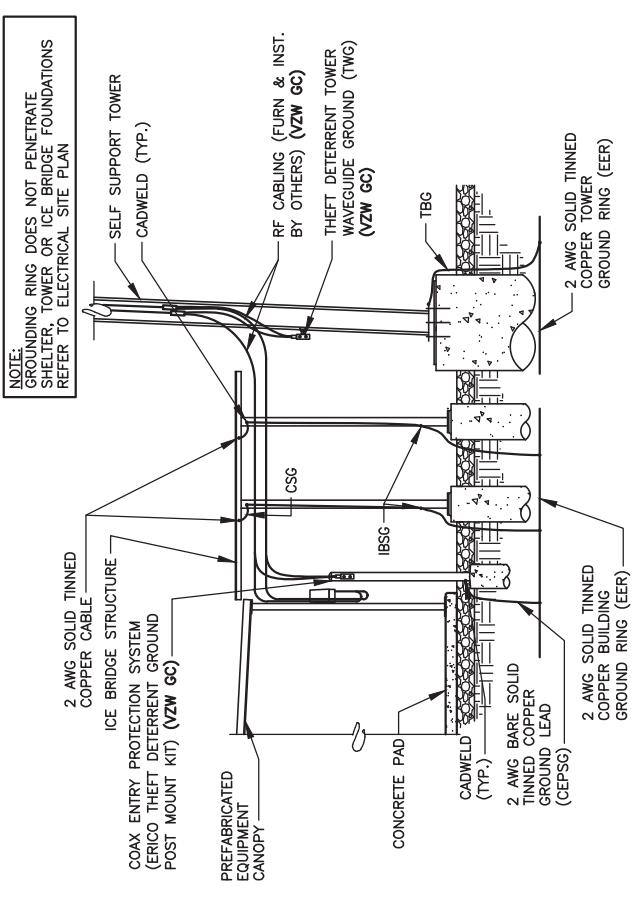 NOTE:
GROUNDING RING DOES NOT PENETRATE
SHELTER, TOWER OR ICE BRIDGE FOUNDATIONS
REFER TO ELECTRICAL SITE PLAN
2 AWG SOLID TINNED
COPPER CABLE
ICE BRIDGE STRUCTURE
COAX ENTRY PROTECTION SYSTEM
(ERICO THEFT DETERRENT GROUND
POST MOUNT KIT) (VZW GC)
PREFABRICATED
EQUIPMENT
CANOPY
SELF SUPPORT TOWER
CADWELD (TYP.)
RF CABLING (FURN & INST.
BY OTHERS) (VZW GC)
THEFT DETERRENT TOWER
WAVEGUIDE GROUND (TWG)
(VZW GC)
CSG
IBSG
TBG
CONCRETE PAD
CADWELD
(TYP.)
2 AWG BARE SOLID
TINNED COPPER
GROUND LEAD
(CEPSG)
2 AWG SOLID TINNED
COPPER BUILDING
GROUND RING (EER)
2 AWG SOLID TINNED
COPPER TOWER
GROUND RING (EER)